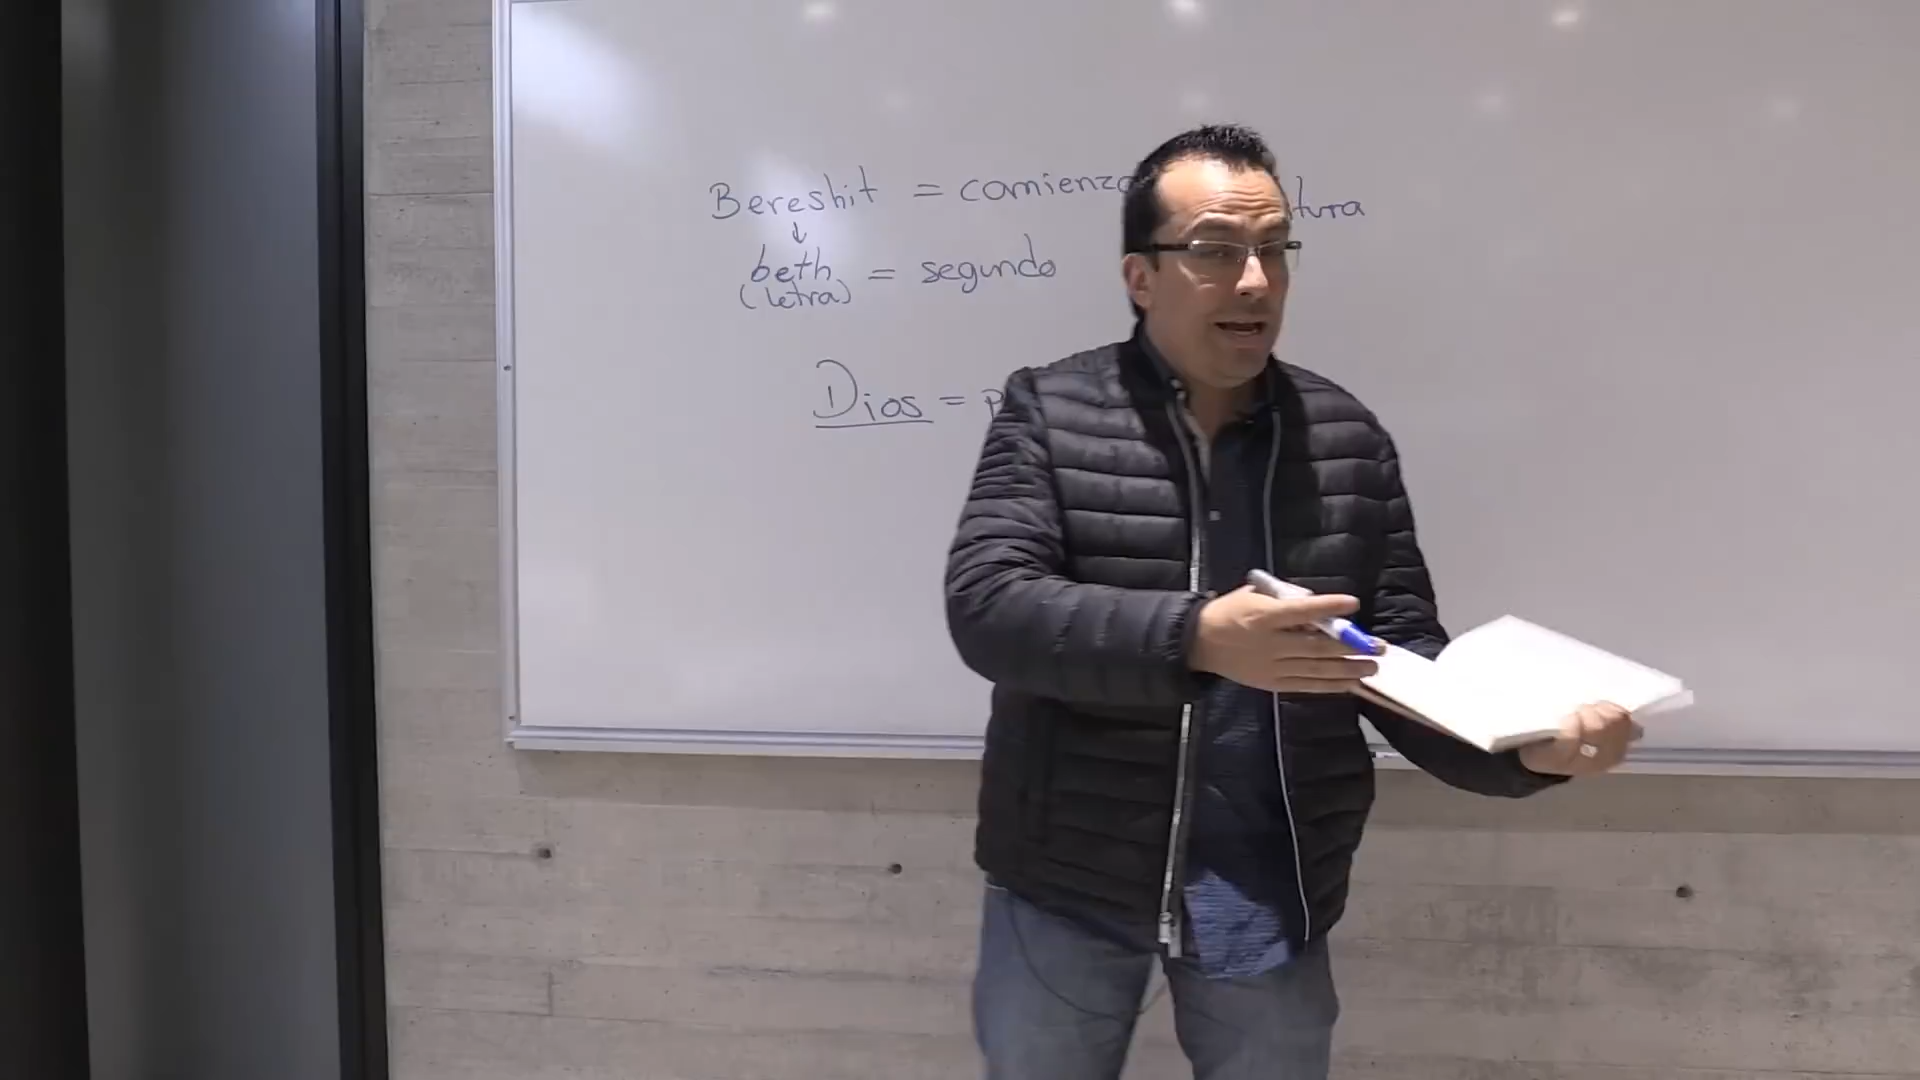 Bereshit = comienzo
↓
beth = segundo
(letra)
Dios =